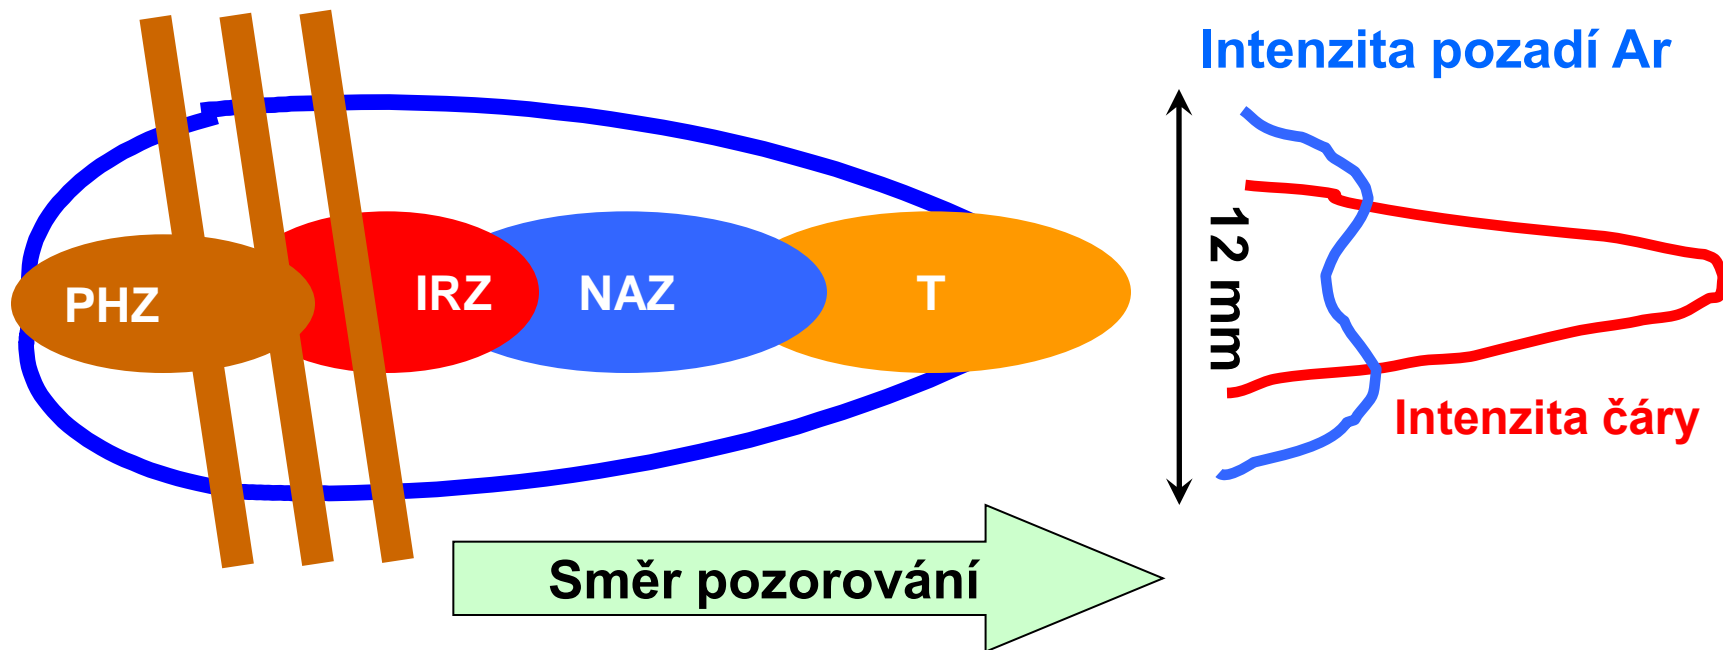 Intenzita pozadí Ar
PHZ
IRZ
NAZ
T
12 mm
Intenzita čáry
Směr pozorování